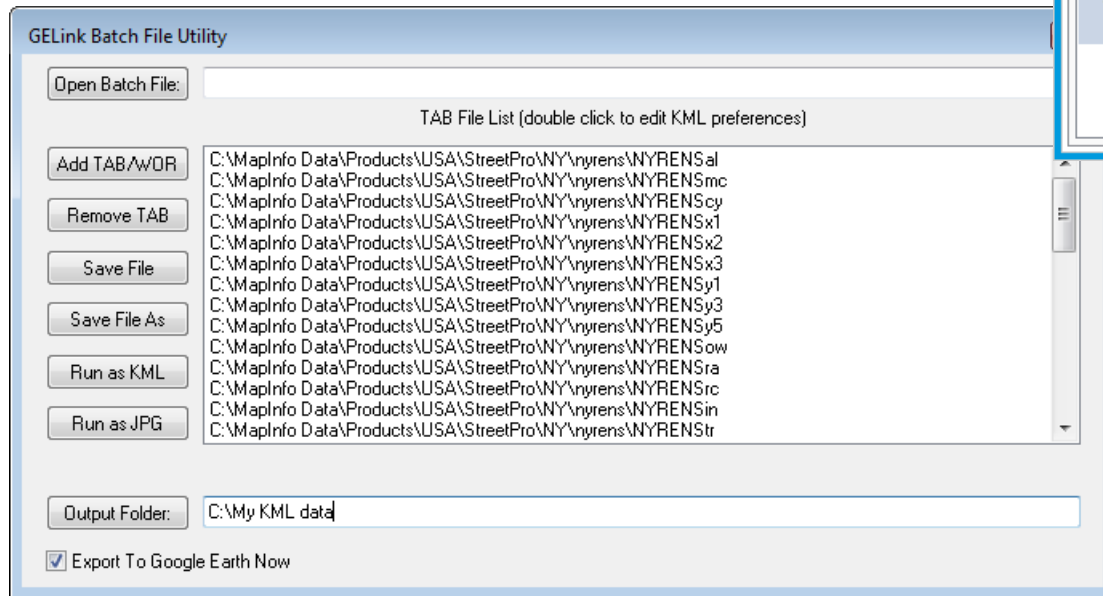 GELink Batch File Utility
Open Batch File:
TAB File List (double click to edit KML preferences)
Add TAB/WOR
Remove TAB
Save File
Save File As
Run as KML
Run as JPG
C:\MapInfo Data\Products\USA\StreetPro\NY\nyrens\NYRENSal
C:\MapInfo Data\Products\USA\StreetPro\NY\nyrens\NYRENSmc
C:\MapInfo Data\Products\USA\StreetPro\NY\nyrens\NYRENScy
C:\MapInfo Data\Products\USA\StreetPro\NY\nyrens\NYRENSx1
C:\MapInfo Data\Products\USA\StreetPro\NY\nyrens\NYRENSx2
C:\MapInfo Data\Products\USA\StreetPro\NY\nyrens\NYRENSx3
C:\MapInfo Data\Products\USA\StreetPro\NY\nyrens\NYRENSy1
C:\MapInfo Data\Products\USA\StreetPro\NY\nyrens\NYRENSy3
C:\MapInfo Data\Products\USA\StreetPro\NY\nyrens\NYRENSy5
C:\MapInfo Data\Products\USA\StreetPro\NY\nyrens\NYRENSow
C:\MapInfo Data\Products\USA\StreetPro\NY\nyrens\NYRENSra
C:\MapInfo Data\Products\USA\StreetPro\NY\nyrens\NYRENSrc
C:\MapInfo Data\Products\USA\StreetPro\NY\nyrens\NYRENSin
C:\MapInfo Data\Products\USA\StreetPro\NY\nyrens\NYRENStr
Output Folder:
C:\My KML data
Export To Google Earth Now